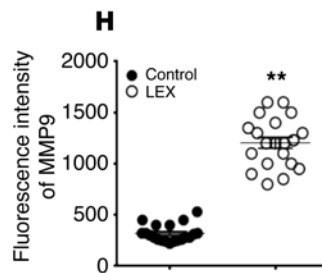 H
Fluorescence intensity
of MMP9
2000
1500
1000
500
0
Control
LEX
**